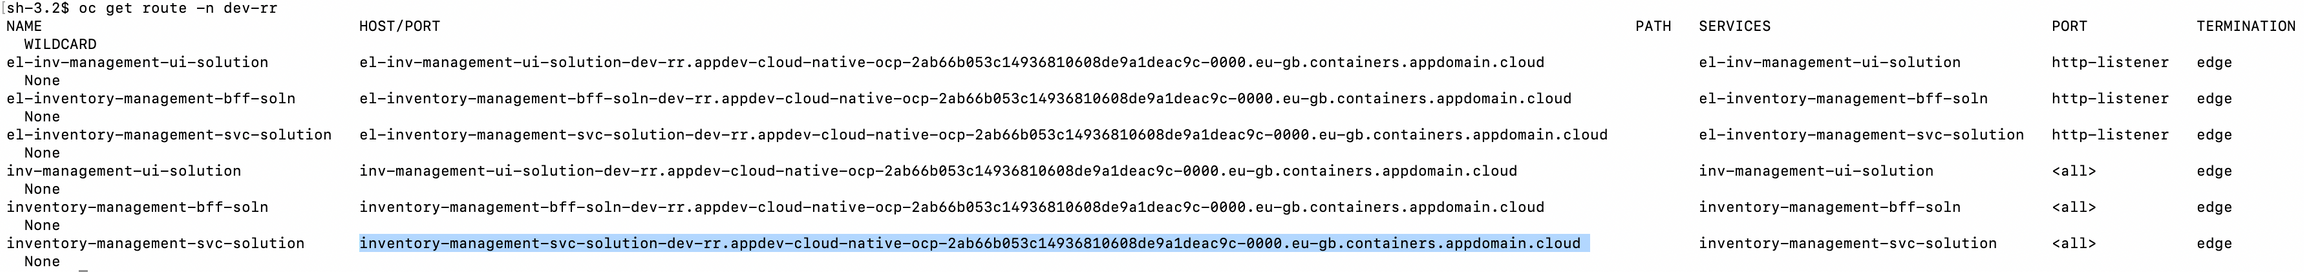 [sh-3.2$ oc get route -n dev-rr
NAME HOST/PORT PATH SERVICES PORT TERMINATION
WILDCARD
el-inv-management-ui-solution el-inv-management-ui-solution-dev-rr.appdev-cloud-native-ocp-2ab66b053c14936810608de9a1deac9c-0000.eu-gb.containers.appdomain.cloud el-inv-management-ui-solution http-listener edge
None
el-inventory-management-bff-soln el-inventory-management-bff-soln-dev-rr.appdev-cloud-native-ocp-2ab66b053c14936810608de9a1deac9c-0000.eu-gb.containers.appdomain.cloud el-inventory-management-bff-soln http-listener edge
None
el-inventory-management-svc-solution el-inventory-management-svc-solution-dev-rr.appdev-cloud-native-ocp-2ab66b053c14936810608de9a1deac9c-0000.eu-gb.containers.appdomain.cloud el-inventory-management-svc-solution http-listener edge
None
inv-management-ui-solution inv-management-ui-solution-dev-rr.appdev-cloud-native-ocp-2ab66b053c14936810608de9a1deac9c-0000.eu-gb.containers.appdomain.cloud inv-management-ui-solution <all> edge
None
inventory-management-bff-soln inventory-management-bff-soln-dev-rr.appdev-cloud-native-ocp-2ab66b053c14936810608de9a1deac9c-0000.eu-gb.containers.appdomain.cloud inventory-management-bff-soln <all> edge
None
inventory-management-svc-solution inventory-management-svc-solution-dev-rr.appdev-cloud-native-ocp-2ab66b053c14936810608de9a1deac9c-0000.eu-gb.containers.appdomain.cloud inventory-management-svc-solution <all> edge
None